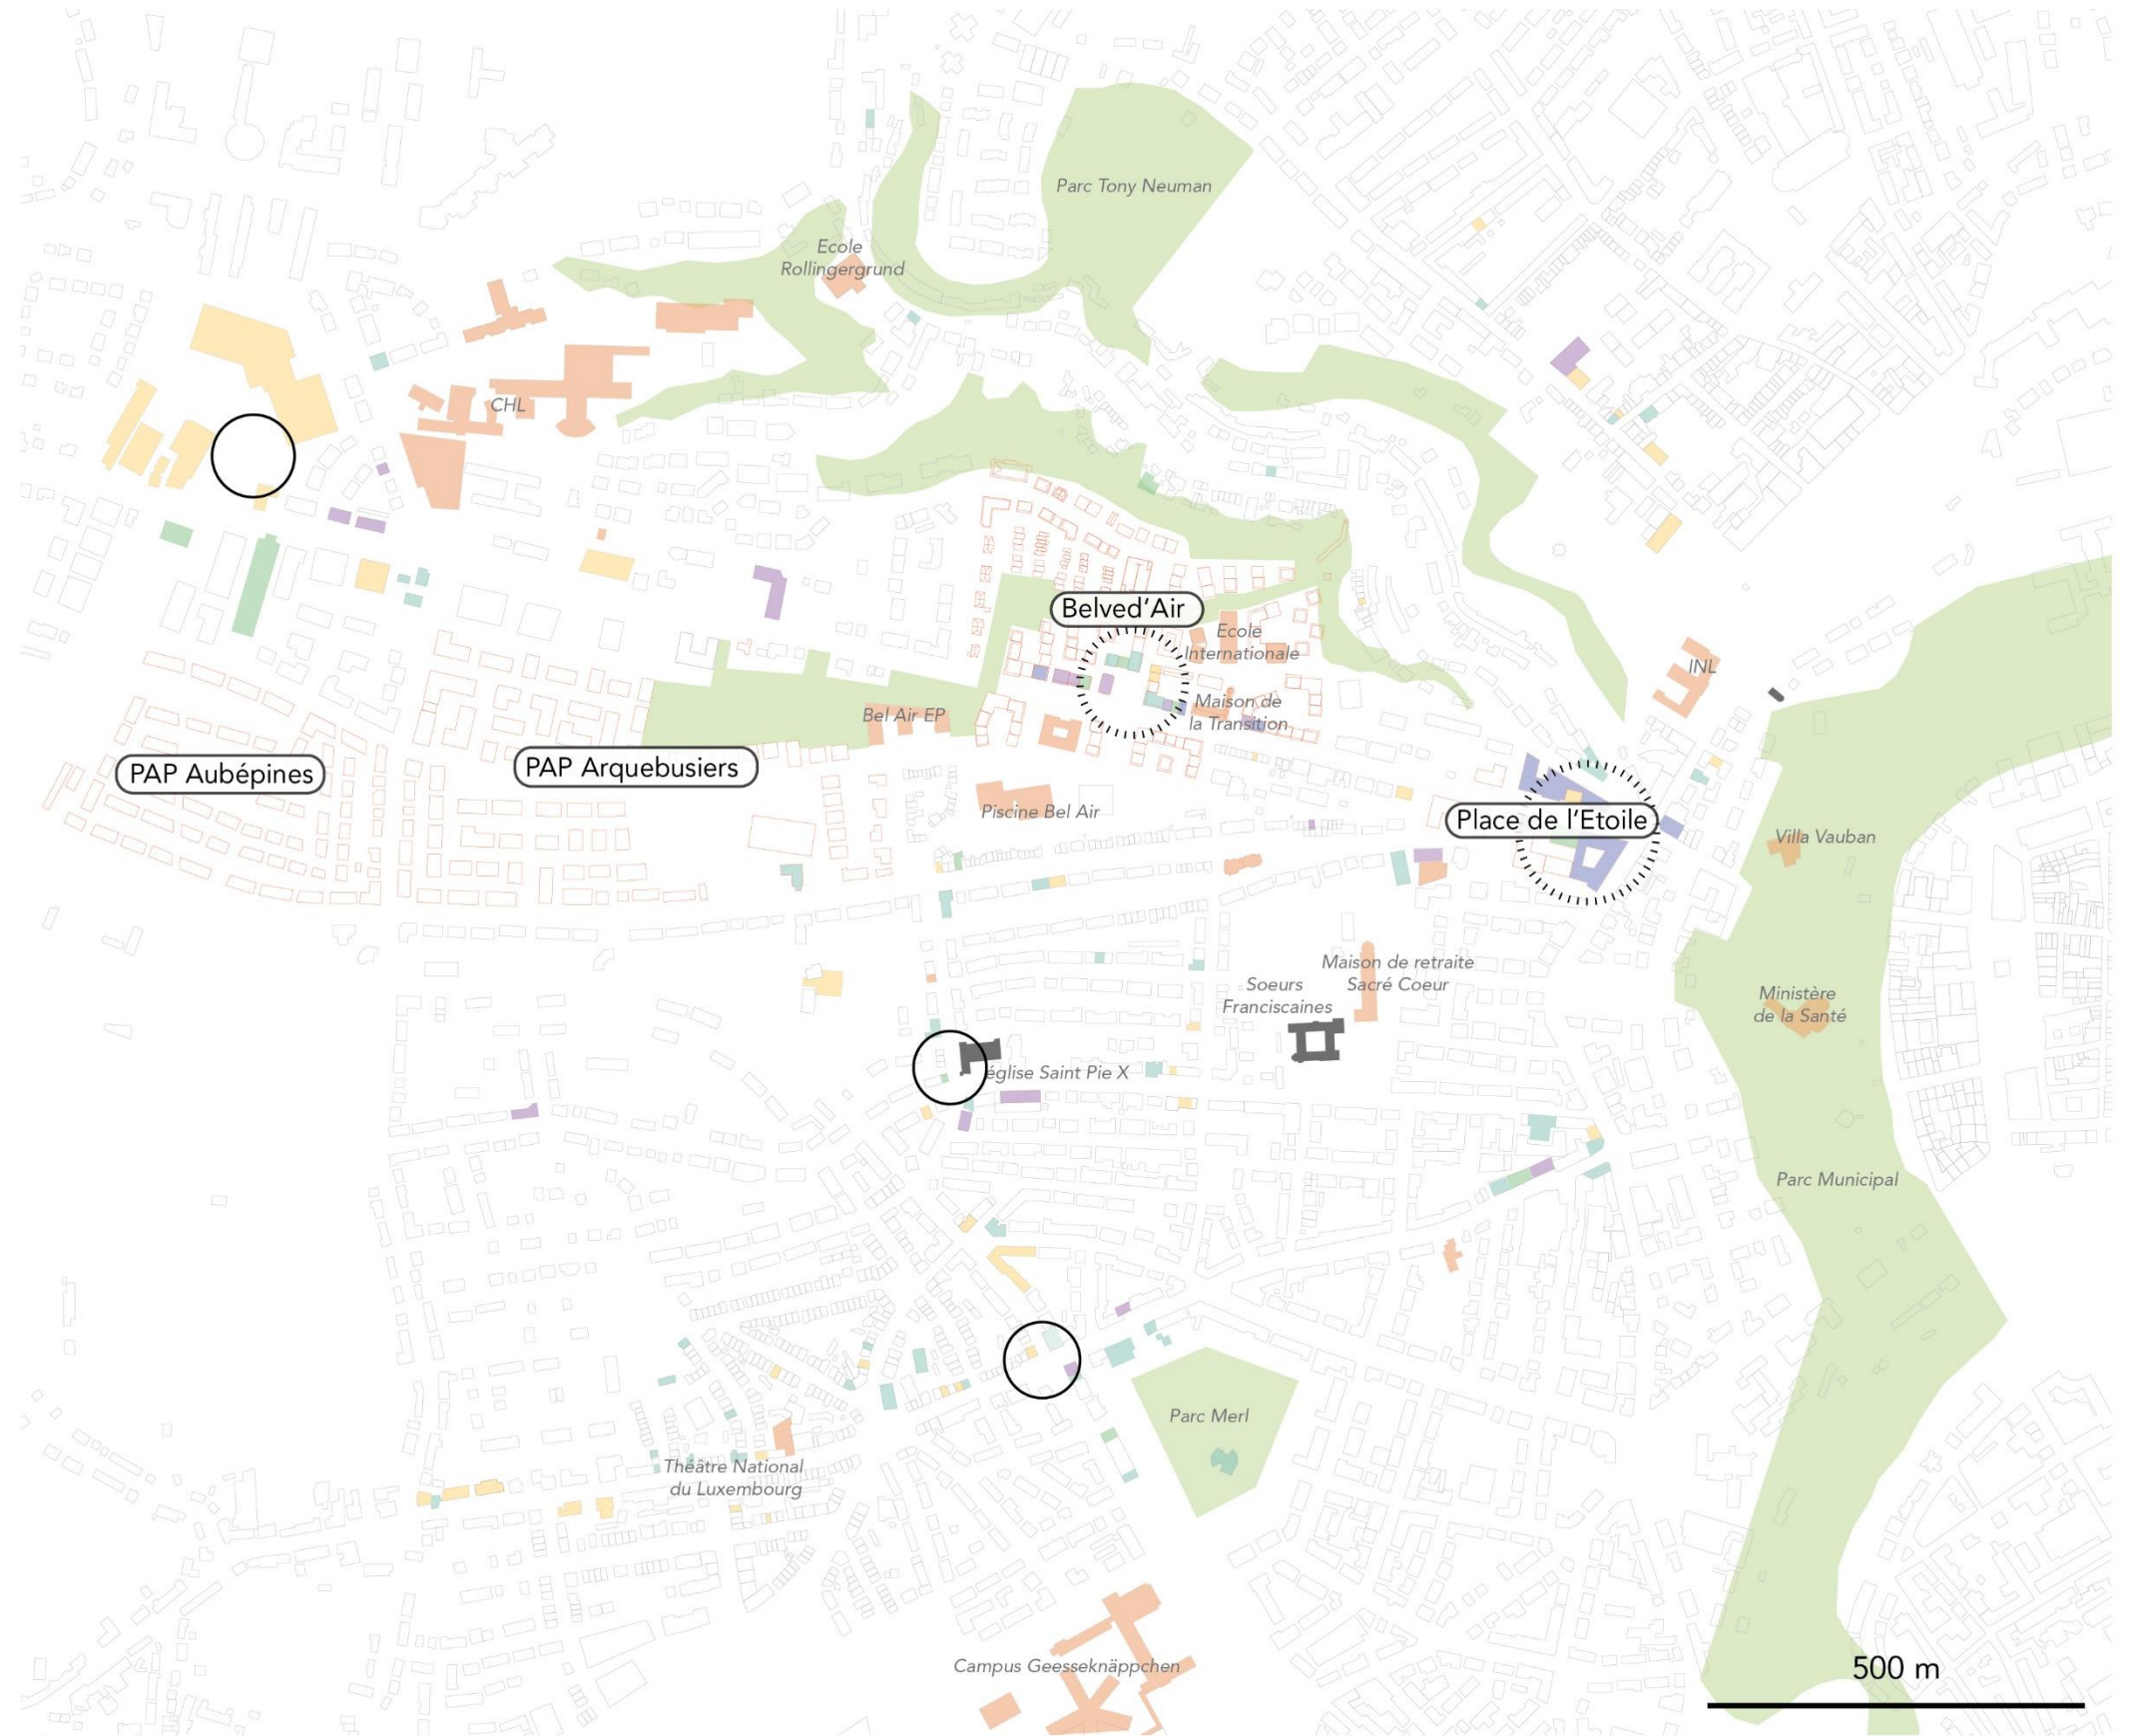 Parc Tony Neuman
Ecole
Rollingergrund
CHL
Belved'Air
Ecole
Internationale
INL
Maison de
la Transition
Bel Air EP
PAP Aubépines
PAP Arquebusiers
Piscine Bel Air
Place de l'Etoile
Villa Vauban
Maison de retraite
Sacré Coeur
Soeurs
Franciscaines
Ministère
de la Santé
église Saint Pie X
Parc Municipal
Parc Merl
Théâtre National
du Luxembourg
Campus Geesseknäppchen
500 m